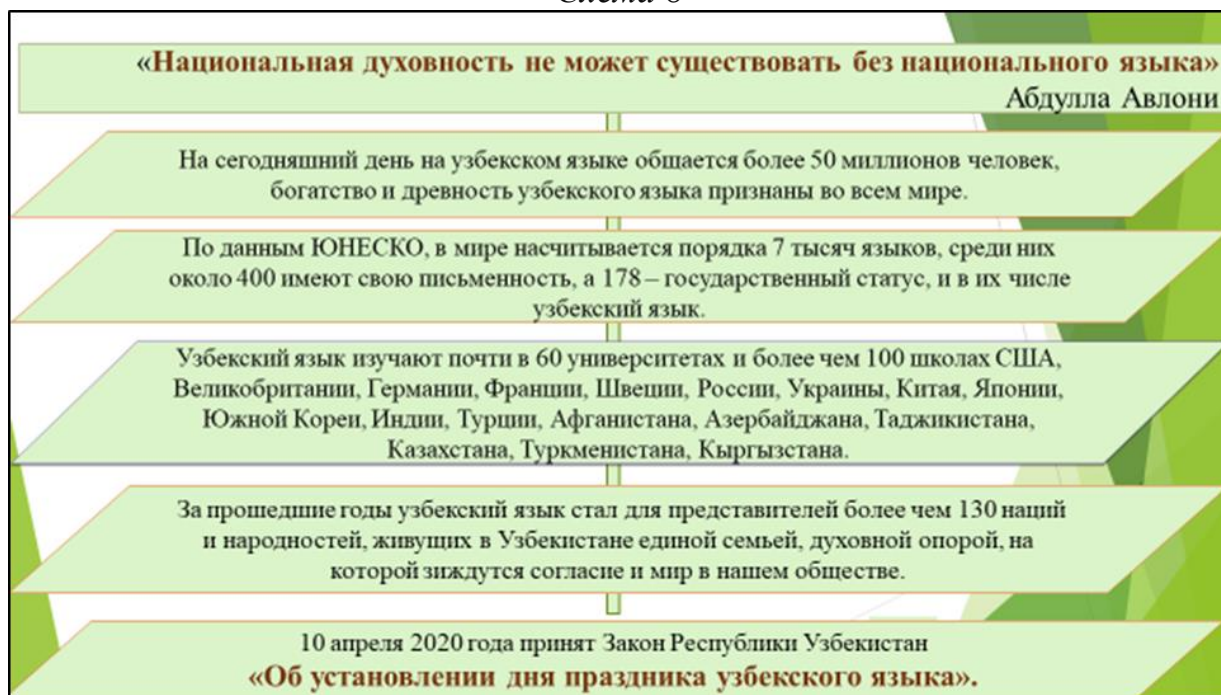 «Национальная духовность не может существовать без национального языка»
Абдулла Авлони
На сегодняшний день на узбекском языке общается более 50 миллионов человек,
богатство и древность узбекского языка признаны во всем мире.
По данным ЮНЕСКО, в мире насчитывается порядка 7 тысяч языков, среди них
около 400 имеют свою письменность, а 178 – государственный статус, и в их числе
узбекский язык.
Узбекский язык изучают почти в 60 университетах и более чем 100 школах США,
Великобритании, Германии, Франции, Швеции, России, Украины, Китая, Японии,
Южной Кореи, Индии, Турции, Афганистана, Азербайджана, Таджикистана,
Казахстана, Туркменистана, Кыргызстана.
За прошедшие годы узбекский язык стал для представителей более чем 130 наций
и народностей, живущих в Узбекистане единой семьей, духовной опорой, на
которой зиждутся согласие и мир в нашем обществе.
10 апреля 2020 года принят Закон Республики Узбекистан
«Об установлении дня праздника узбекского языка».